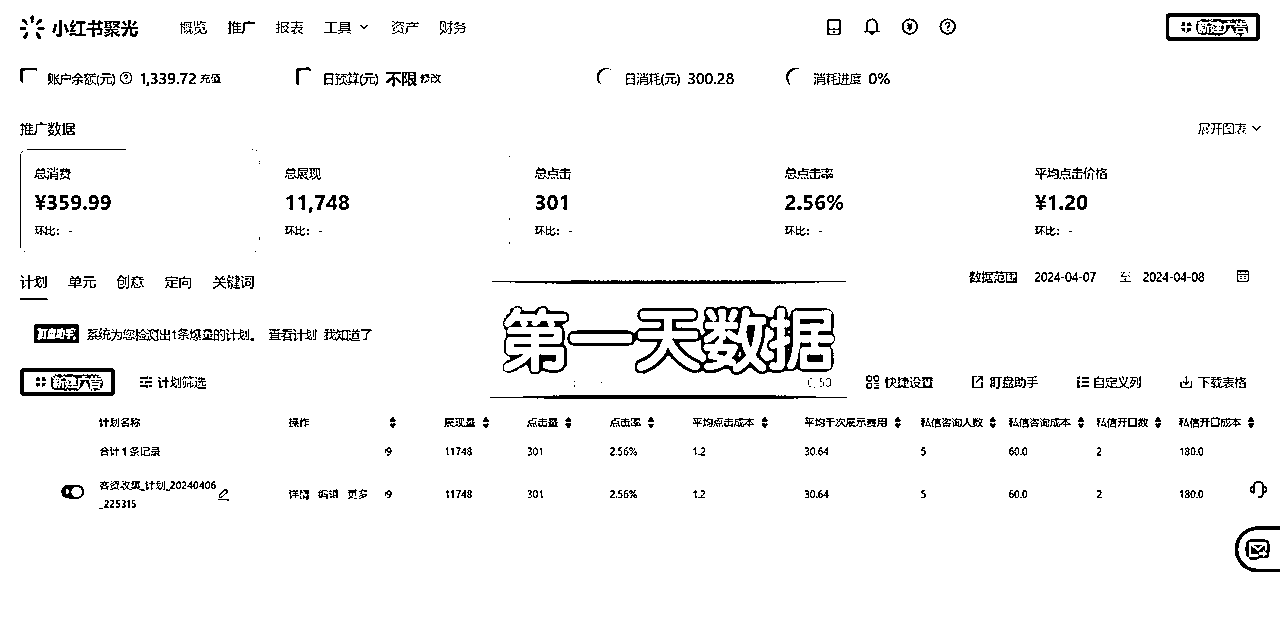 小红书聚光 概览 推广 报表 工具 资产 财务 新建广告
账户余额(元) 1,339.72 充值 日预算(元) 不限 修改 日消耗(元) 300.28 消耗进度 0%
推广数据 展开图表
总消费 总展现 总点击 总点击率 平均点击价格
¥359.99 11,748 301 2.56% ¥1.20
环比: - 环比: - 环比: - 环比: - 环比: -
计划 单元 创意 定向 关键词 数据范围 2024-04-07 至 2024-04-08
盯盘助手 系统为您检测出1条爆量的计划。 查看计划 我知道了
第一天数据
新建广告 计划筛选 快捷设置 盯盘助手 自定义列 下载表格
计划名称 操作 展现量 点击量 点击率 平均点击成本 平均千次展示费用 私信咨询人数 私信咨询成本 私信开口数 私信开口成本
合计1条记录 9 11748 301 2.56% 1.2 30.64 5 60.0 2 180.0
客资收集_计划_20240406
_225315
详情 编辑 更多 9 11748 301 2.56% 1.2 30.64 5 60.0 2 180.0